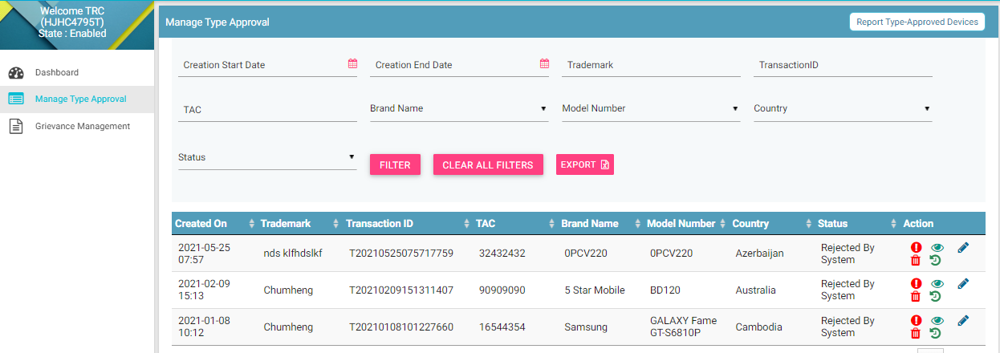 Welcome TRC
(HJHC4795T)
State : Enabled
Dashboard
Manage Type Approval
Grievance Management
Manage Type Approval
Report Type-Approved Devices
Creation Start Date
Creation End Date
Trademark
TransactionID
TAC
Brand Name
Model Number
Country
Status
FILTER
CLEAR ALL FILTERS
EXPORT
Created On Trademark Transaction ID TAC Brand Name Model Number Country Status Action
2021-05-25 07:57 nds klfhdslkf T20210525075717759 32432432 0PCV220 0PCV220 Azerbaijan Rejected By System
2021-02-09 15:13 Chumheng T20210209151311407 90909090 5 Star Mobile BD120 Australia Rejected By System
2021-01-08 10:12 Chumheng T20210108101227660 16544354 Samsung GALAXY Fame GT-S6810P Cambodia Rejected By System